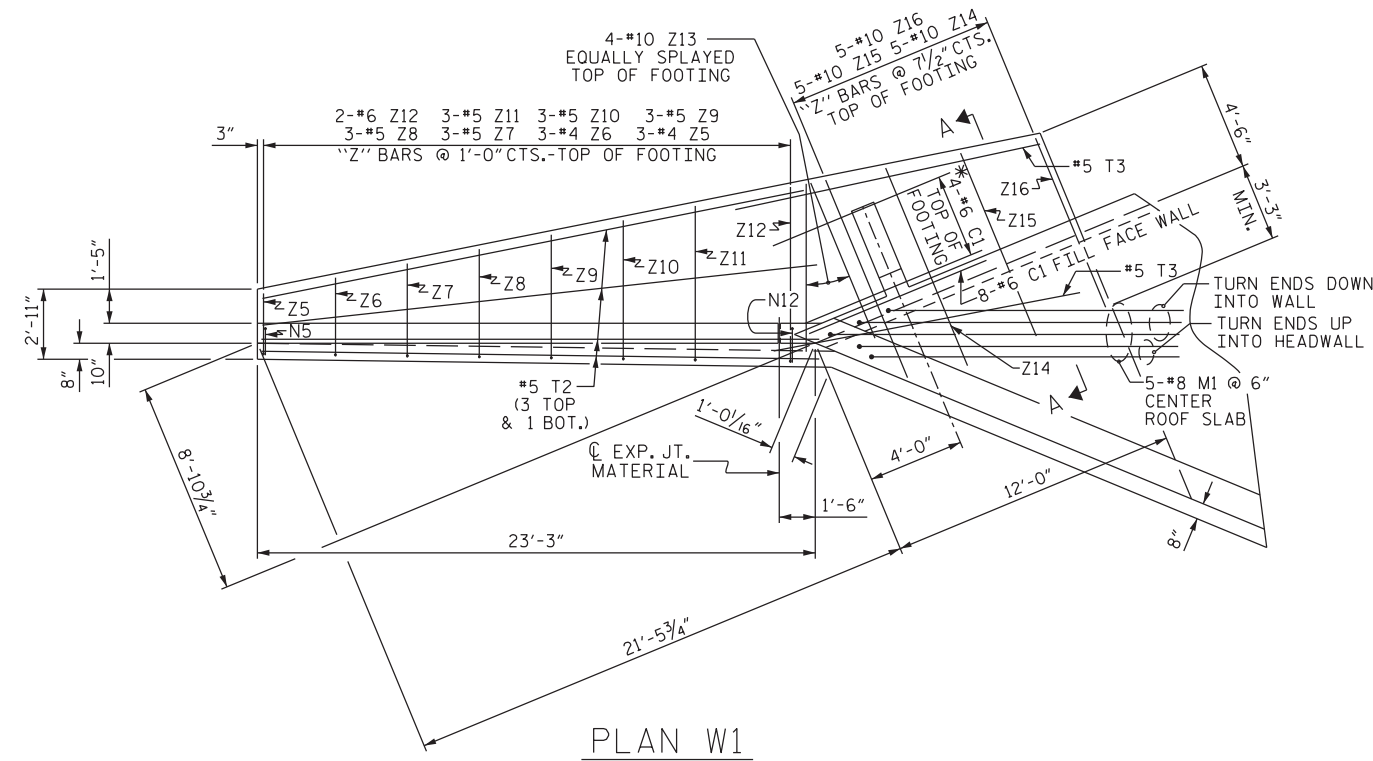 4-#10 Z13
EQUALLY SPLAYED
TOP OF FOOTING
5-#10 Z16
5-#10 Z15 5-#10 Z14
"Z" BARS @ 7½" CTS.
TOP OF FOOTING
2-#6 Z12 3-#5 Z11 3-#5 Z10 3-#5 Z9
3-#5 Z8 3-#5 Z7 3-#4 Z6 3-#4 Z5
"Z" BARS @ 1'-0" CTS.-TOP OF FOOTING
3"
A
4'-6"
#5 T3
3'-3"
MIN.
Z16
Z15
*
4-#6 C1
TOP OF
FOOTING
Z12
Z11
Z10
Z9
Z8
Z7
Z6
Z5
N5
N12
8-#6 C1 FILL FACE WALL
#5 T3
TURN ENDS DOWN
INTO WALL
TURN ENDS UP
INTO HEADWALL
1'-5"
2'-11"
10"
8"
Z14
A
5-#8 M1 @ 6"
CENTER
ROOF SLAB
#5 T2
(3 TOP
& 1 BOT.)
1'-0 1/16"
℄ EXP. JT.
MATERIAL
4'-0"
12'-0"
1'-6"
8'-10¾"
8"
23'-3"
21'-5¾"
PLAN W1